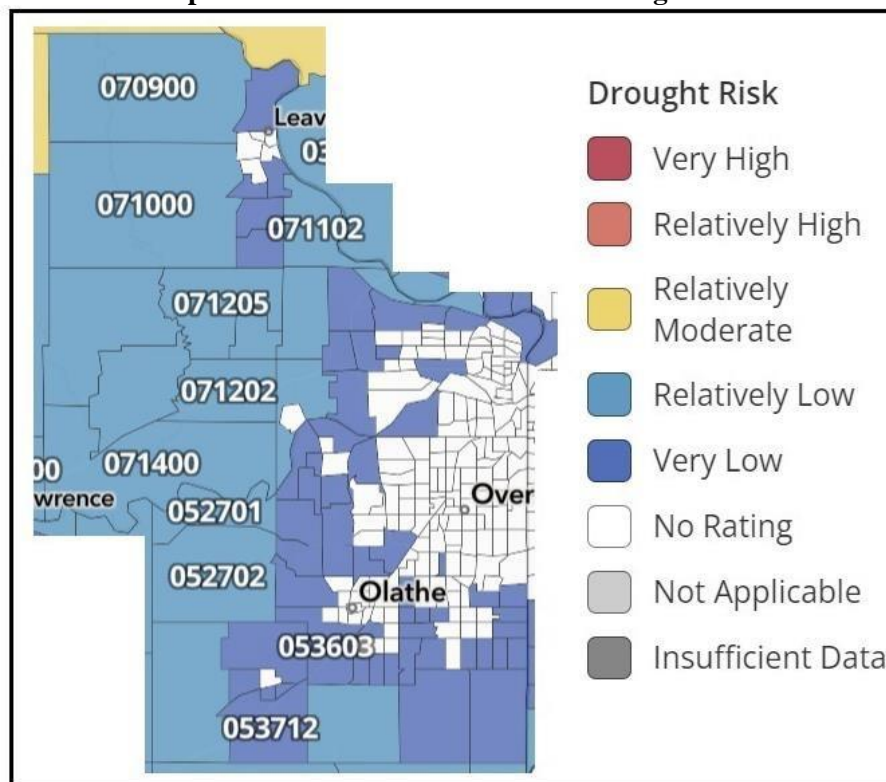 070900
Leav
03
071000
071102
071205
071202
00
071400
wrence
052701
Over
052702
Olathe
053603
053712
Drought Risk
Very High
Relatively High
Relatively
Moderate
Relatively Low
Very Low
No Rating
Not Applicable
Insufficient Data